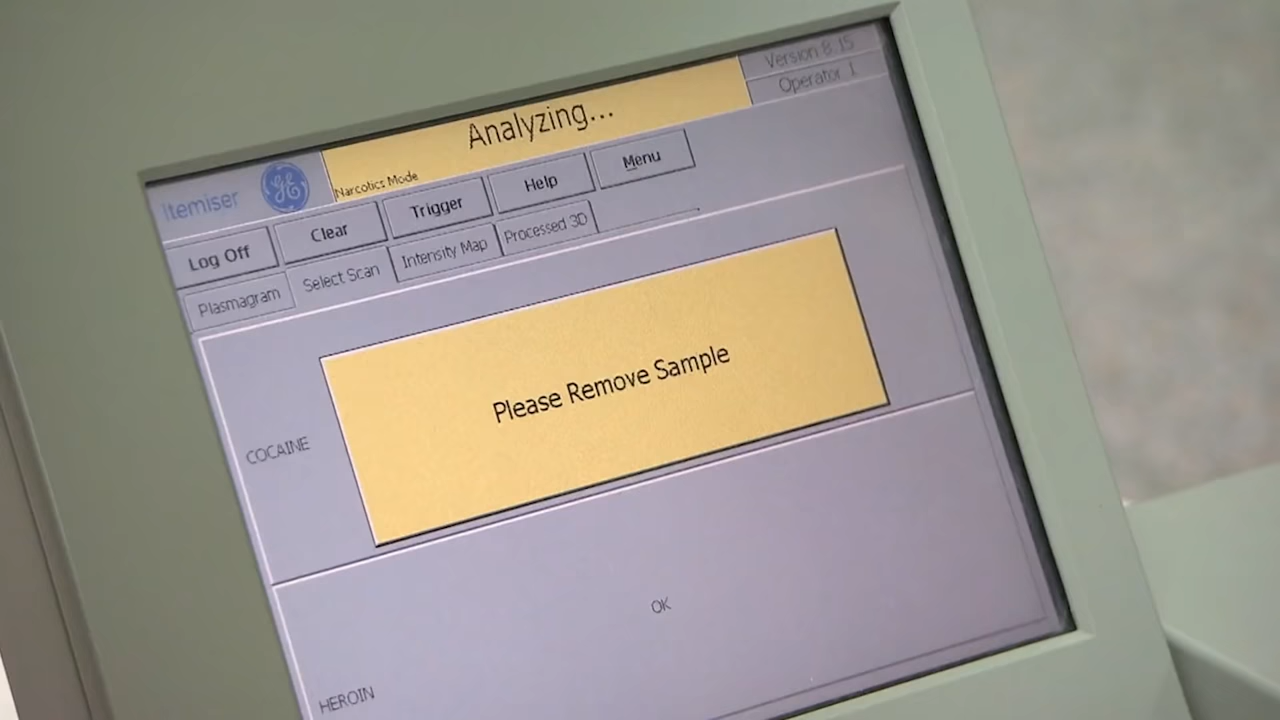 Itemiser
GE
Analyzing...
Narcotics Mode
Version 8.15
Operator 1
Log Off
Clear
Trigger
Help
Menu
Plasmagram
Select Scan
Intensity Map
Processed 3D
COCAINE
Please Remove Sample
OK
HEROIN